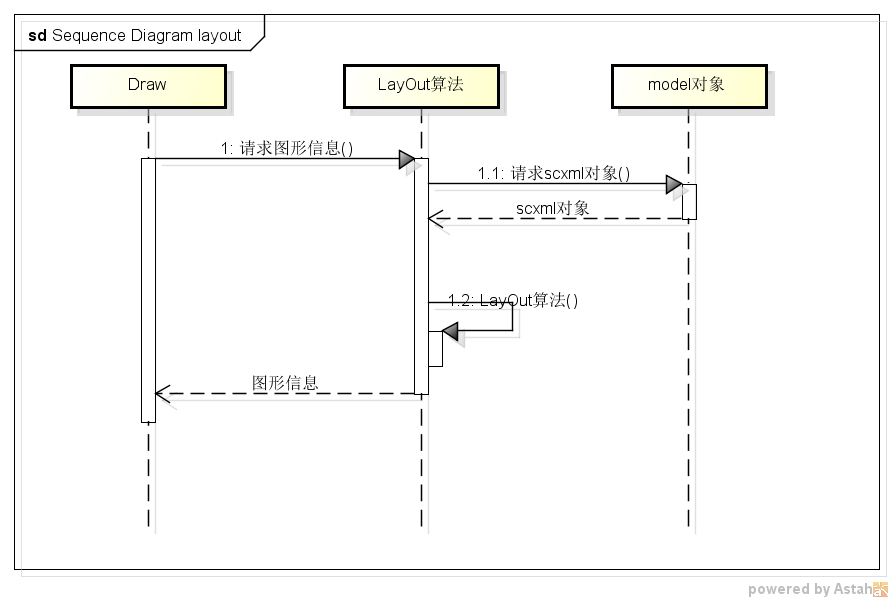 sd Sequence Diagram layout
Draw
LayOut算法
model对象
1: 请求图形信息()
1.1: 请求scxml对象()
scxml对象
1.2: LayOut算法()
图形信息
powered by Astah